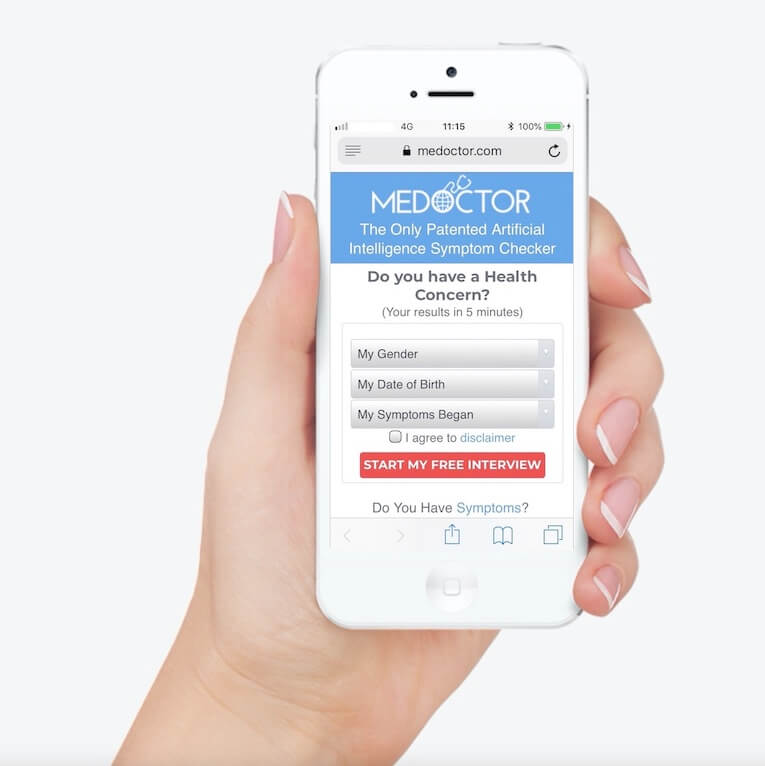 4G 11:15 100%
medoctor.com
MEDOCTOR
The Only Patented Artificial
Intelligence Symptom Checker
Do you have a Health
Concern?
(Your results in 5 minutes)
My Gender
My Date of Birth
My Symptoms Began
I agree to disclaimer
START MY FREE INTERVIEW
Do You Have Symptoms?